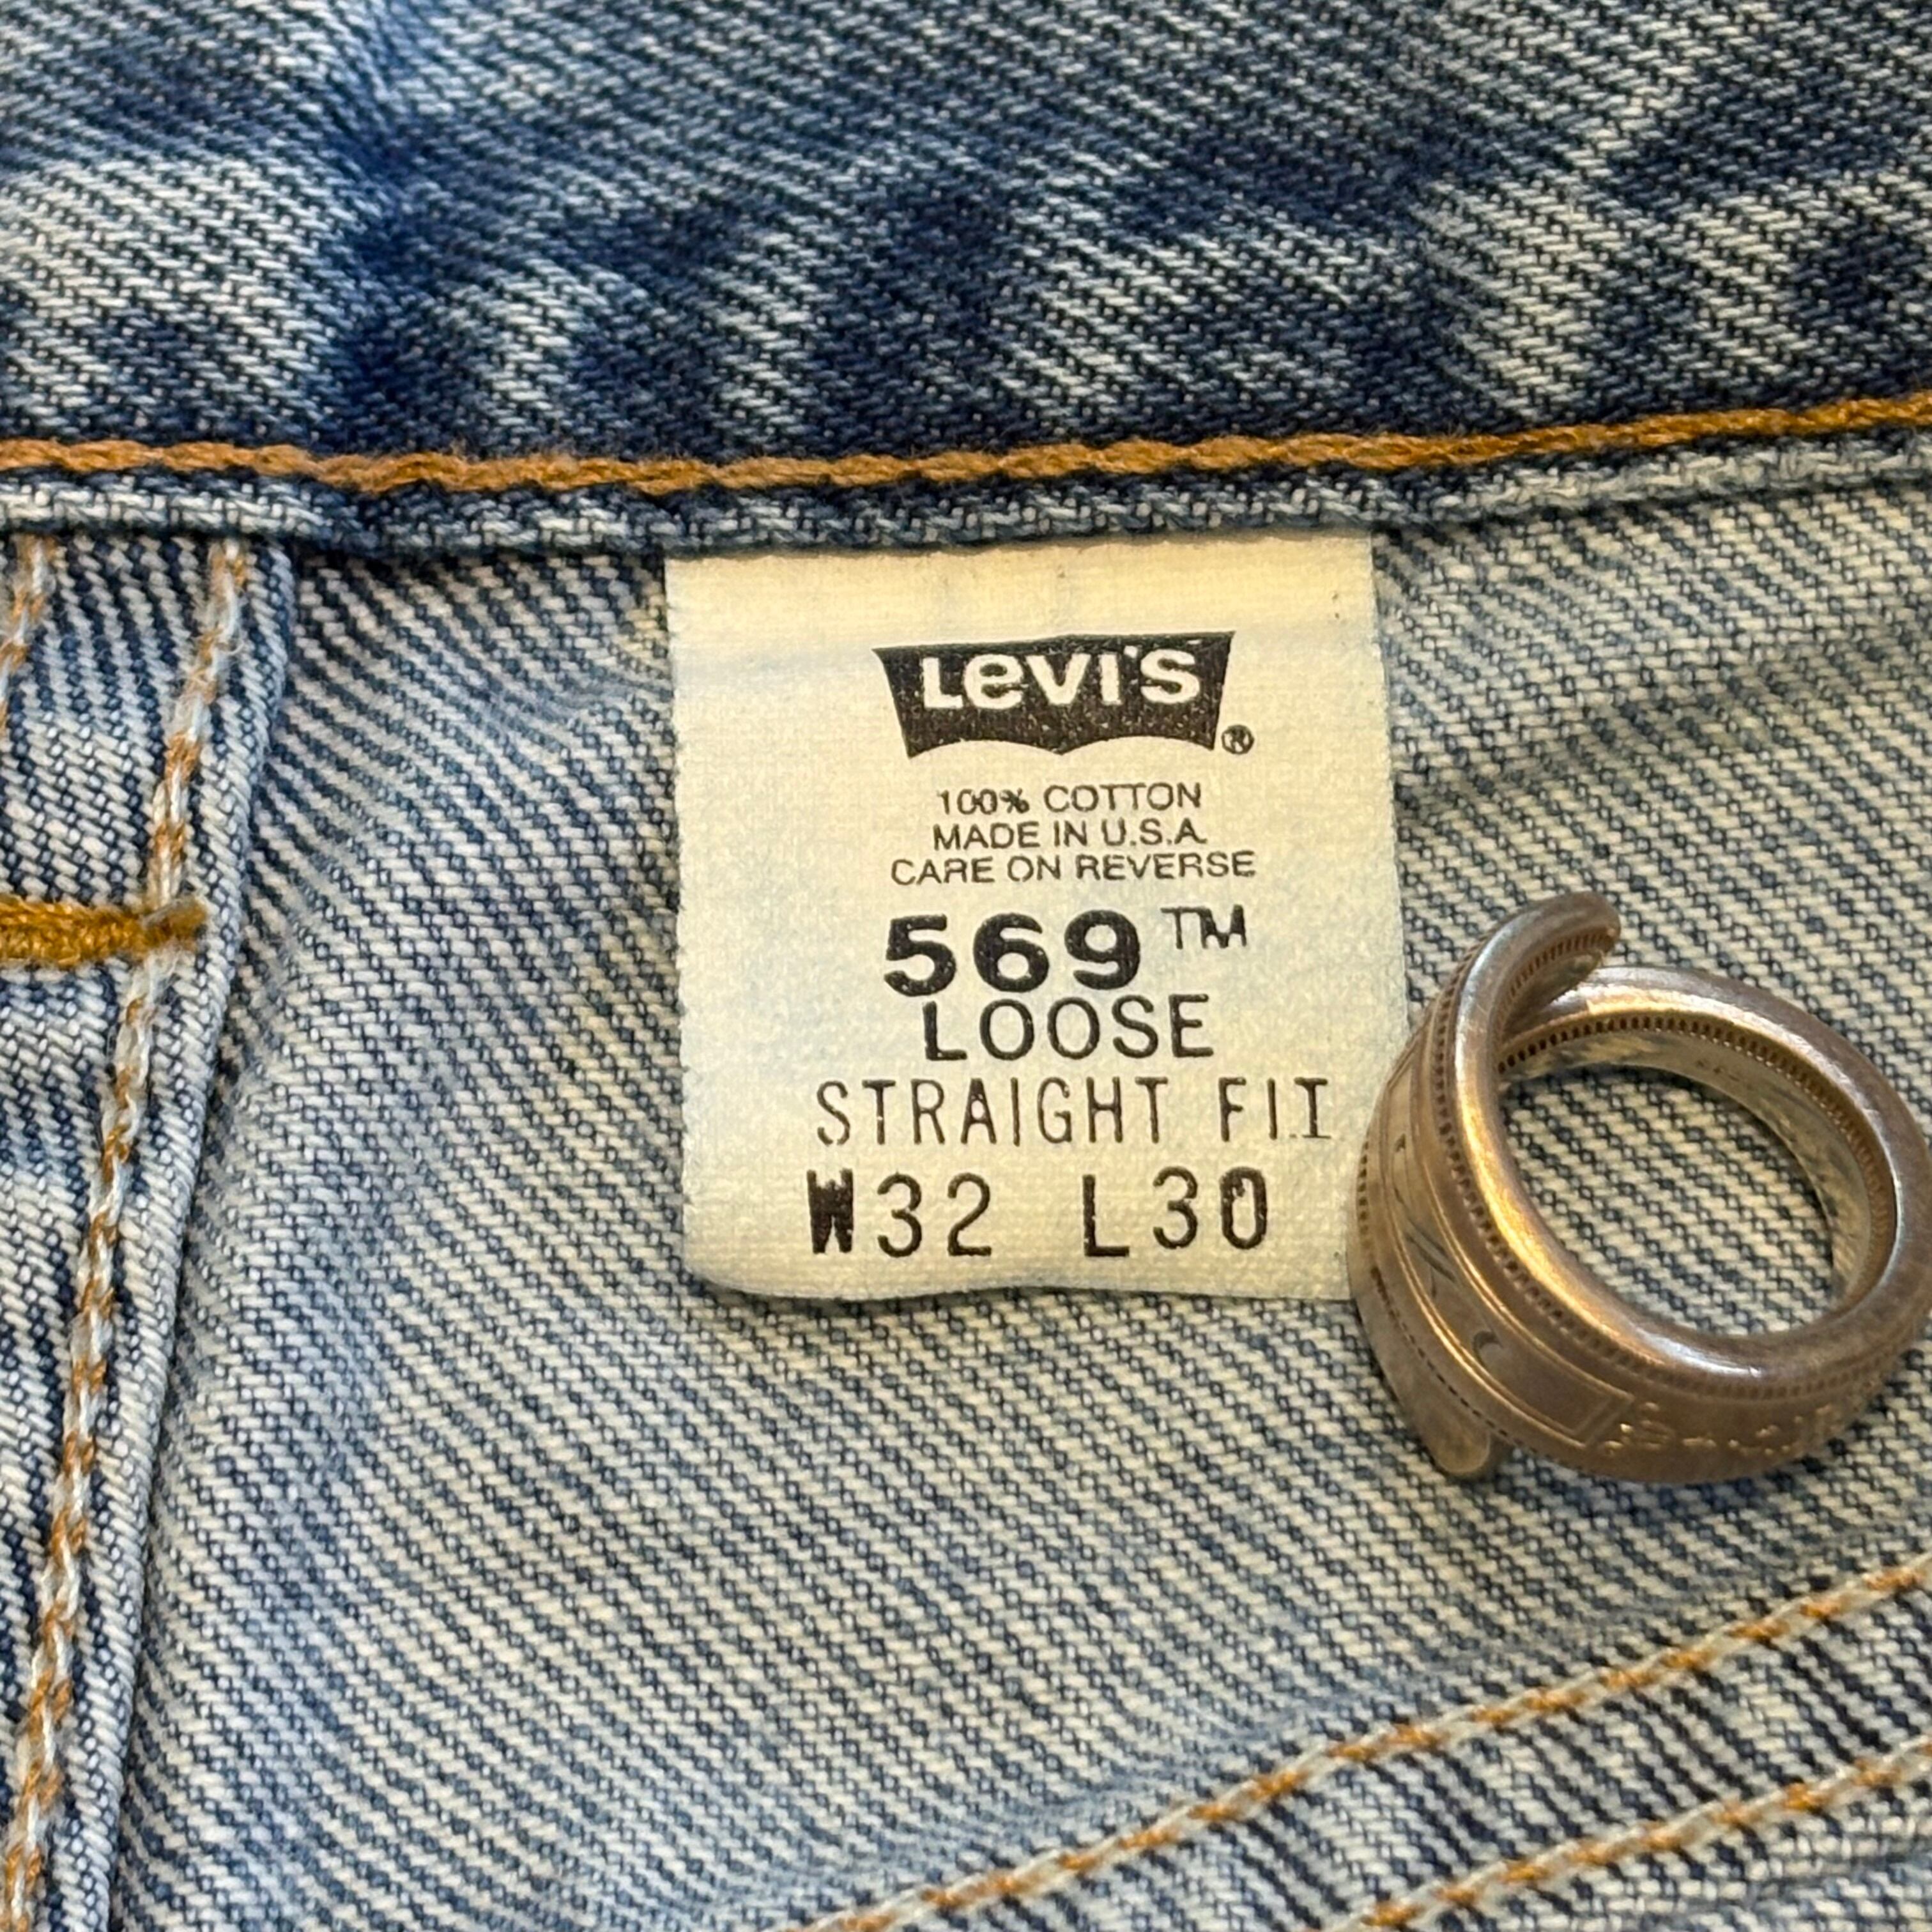 LEVI'S®
100% COTTON
MADE IN U.S.A.
CARE ON REVERSE
569™
LOOSE
STRAIGHT FIT
W32 L30